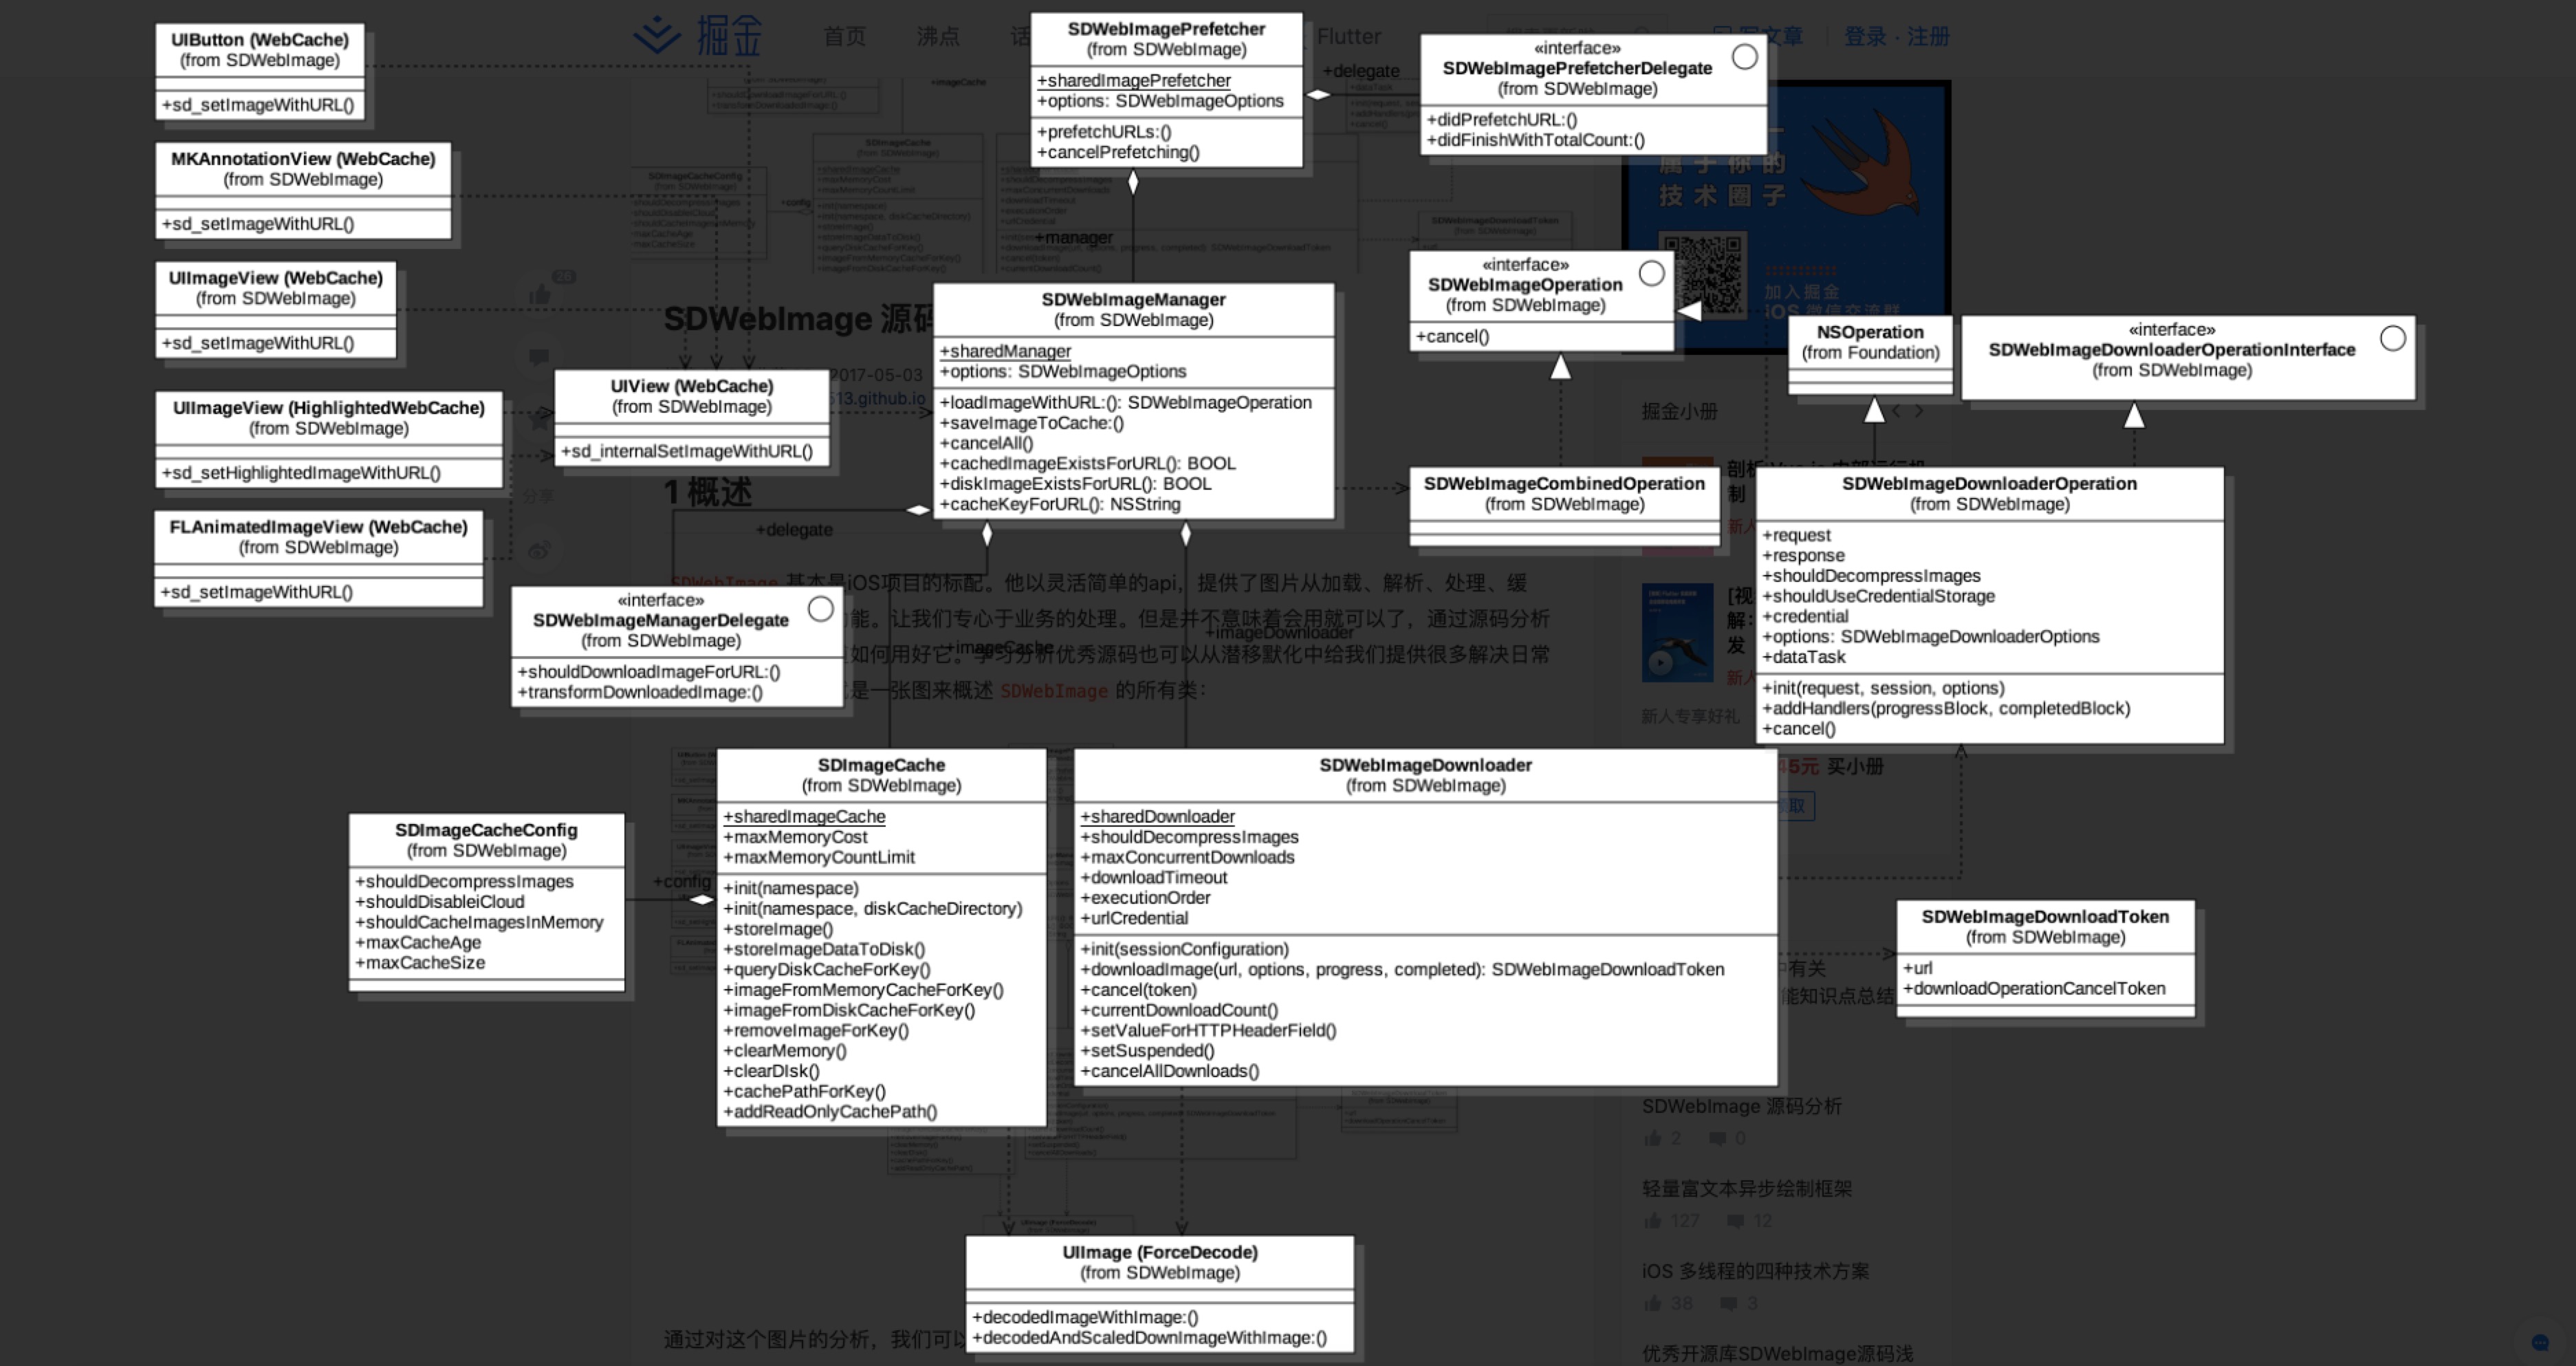 UIButton (WebCache)
(from SDWebImage)
+sd_setImageWithURL()
MKAnnotationView (WebCache)
(from SDWebImage)
+sd_setImageWithURL()
UIImageView (WebCache)
(from SDWebImage)
+sd_setImageWithURL()
UIImageView (HighlightedWebCache)
(from SDWebImage)
+sd_setHighlightedImageWithURL()
FLAnimatedImageView (WebCache)
(from SDWebImage)
+sd_setImageWithURL()
UIView (WebCache)
(from SDWebImage)
+sd_internalSetImageWithURL()
SDWebImagePrefetcher
(from SDWebImage)
+sharedImagePrefetcher
+options: SDWebImageOptions
+prefetchURLs:()
+cancelPrefetching()
+delegate
«interface»
SDWebImagePrefetcherDelegate
(from SDWebImage)
+didPrefetchURL:()
+didFinishWithTotalCount:()
+manager
SDWebImageManager
(from SDWebImage)
+sharedManager
+options: SDWebImageOptions
+loadImageWithURL:(): SDWebImageOperation
+saveImageToCache:()
+cancelAll()
+cachedImageExistsForURL(): BOOL
+diskImageExistsForURL(): BOOL
+cacheKeyForURL(): NSString
«interface»
SDWebImageOperation
(from SDWebImage)
+cancel()
NSOperation
(from Foundation)
«interface»
SDWebImageDownloaderOperationInterface
(from SDWebImage)
SDWebImageCombinedOperation
(from SDWebImage)
SDWebImageDownloaderOperation
(from SDWebImage)
+request
+response
+shouldDecompressImages
+shouldUseCredentialStorage
+credential
+options: SDWebImageDownloaderOptions
+dataTask
+init(request, session, options)
+addHandlers(progressBlock, completedBlock)
+cancel()
+delegate
«interface»
SDWebImageManagerDelegate
(from SDWebImage)
+shouldDownloadImageForURL:()
+transformDownloadedImage:()
+imageCache
+imageDownloader
SDImageCacheConfig
(from SDWebImage)
+shouldDecompressImages
+shouldDisableiCloud
+shouldCacheImagesInMemory
+maxCacheAge
+maxCacheSize
+config
SDImageCache
(from SDWebImage)
+sharedImageCache
+maxMemoryCost
+maxMemoryCountLimit
+init(namespace)
+init(namespace, diskCacheDirectory)
+storeImage()
+storeImageDataToDisk()
+queryDiskCacheForKey()
+imageFromMemoryCacheForKey()
+imageFromDiskCacheForKey()
+removeImageForKey()
+clearMemory()
+clearDIsk()
+cachePathForKey()
+addReadOnlyCachePath()
SDWebImageDownloader
(from SDWebImage)
+sharedDownloader
+shouldDecompressImages
+maxConcurrentDownloads
+downloadTimeout
+executionOrder
+urlCredential
+init(sessionConfiguration)
+downloadImage(url, options, progress, completed): SDWebImageDownloadToken
+cancel(token)
+currentDownloadCount()
+setValueForHTTPHeaderField()
+setSuspended()
+cancelAllDownloads()
SDWebImageDownloadToken
(from SDWebImage)
+url
+downloadOperationCancelToken
UIImage (ForceDecode)
(from SDWebImage)
+decodedImageWithImage:()
+decodedAndScaledDownImageWithImage:()
掘金
首页
沸点
话
Flutter
文章
登录 · 注册
26
SDWebImage 源码
2017-05-03
513.github.io
分享
1 概述
SDWebImage 基本是iOS项目的标配。他以灵活简单的api，提供了图片从加载、解析、处理、缓
能。让我们专心于业务的处理。但是并不意味着会用就可以了，通过源码分析
如何用好它。学习分析优秀源码也可以从潜移默化中给我们提供很多解决日常
是一张图来概述 SDWebImage 的所有类：
通过对这个图片的分析，我们可以
属于你的
技术圈子
加入掘金
iOS 微信交流群
掘金小册
新人专享好礼
45元 买小册
有关
能知识点总结
SDWebImage 源码分析
2 0
轻量富文本异步绘制框架
127 12
iOS 多线程的四种技术方案
38 3
优秀开源库SDWebImage源码浅